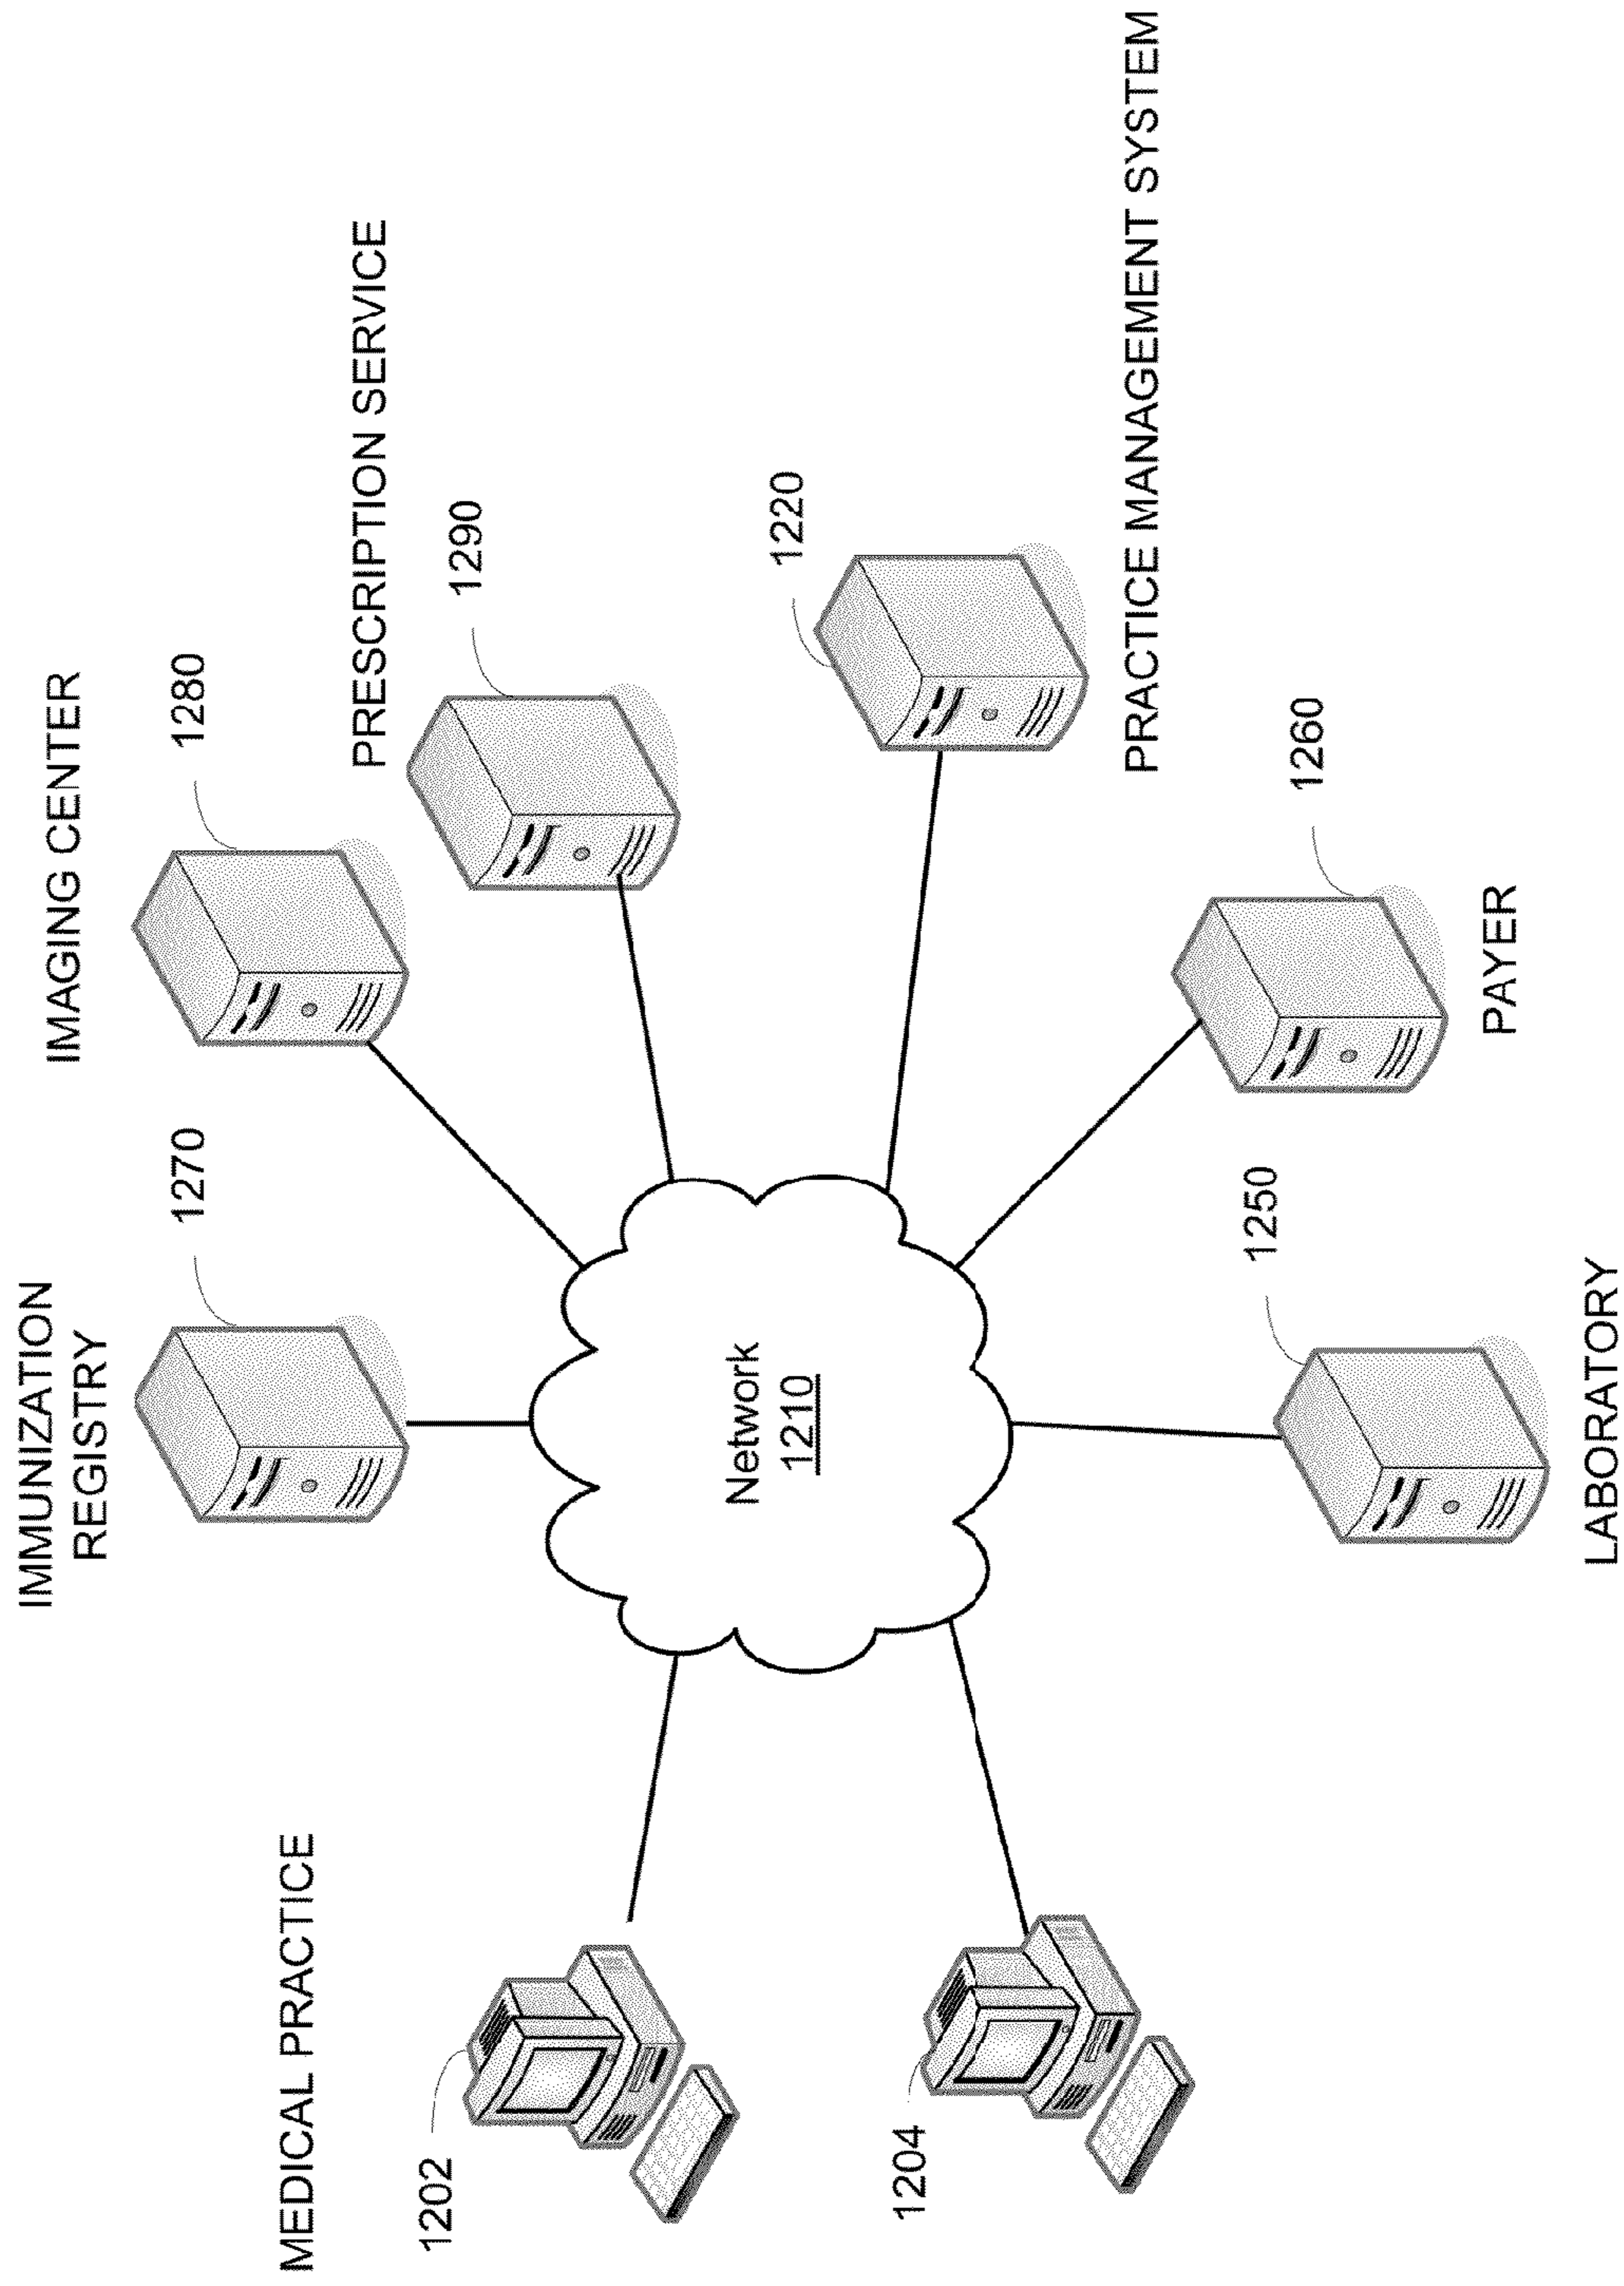 IMMUNIZATION
REGISTRY
1270
IMAGING CENTER
1280
PRESCRIPTION SERVICE
1290
MEDICAL PRACTICE
1202
1204
Network
1210
1220
PRACTICE MANAGEMENT SYSTEM
1260
PAYER
1250
LABORATORY